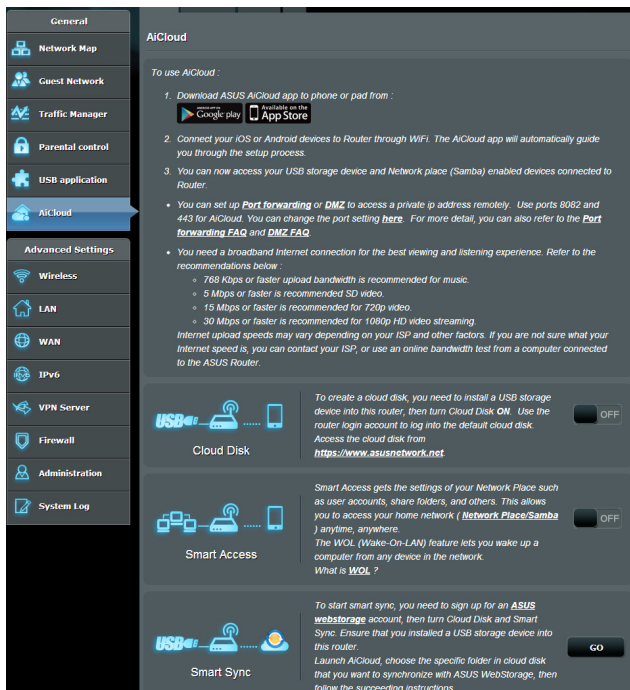 General
Network Map
Guest Network
Traffic Manager
Parental control
USB application
AiCloud
Advanced Settings
Wireless
LAN
WAN
IPv6
VPN Server
Firewall
Administration
System Log
AiCloud
To use AiCloud :
1. Download ASUS AiCloud app to phone or pad from :
ANDROID APP ON
Google play
Available on the
App Store
2. Connect your iOS or Android devices to Router through WiFi. The AiCloud app will automatically guide
you through the setup process.
3. You can now access your USB storage device and Network place (Samba) enabled devices connected to
Router.
• You can set up Port forwarding or DMZ to access a private ip address remotely. Use ports 8082 and
443 for AiCloud. You can change the port setting here. For more detail, you can also refer to the Port
forwarding FAQ and DMZ FAQ.
• You need a broadband Internet connection for the best viewing and listening experience. Refer to the
recommendations below :
○ 768 Kbps or faster upload bandwidth is recommended for music.
○ 5 Mbps or faster is recommended SD video.
○ 15 Mbps or faster is recommended for 720p video.
○ 30 Mbps or faster is recommended for 1080p HD video streaming.
Internet upload speeds may vary depending on your ISP and other factors. If you are not sure what your
Internet speed is, you can contact your ISP, or use an online bandwidth test from a computer connected
to the ASUS Router.
USB
Cloud Disk
To create a cloud disk, you need to install a USB storage
device into this router, then turn Cloud Disk ON. Use the
router login account to log into the default cloud disk.
Access the cloud disk from
https://www.asusnetwork.net.
OFF
Smart Access
Smart Access gets the settings of your Network Place such
as user accounts, share folders, and others. This allows
you to access your home network ( Network Place/Samba
) anytime, anywhere.
The WOL (Wake-On-LAN) feature lets you wake up a
computer from any device in the network.
What is WOL ?
OFF
USB
Smart Sync
To start smart sync, you need to sign up for an ASUS
webstorage account, then turn Cloud Disk and Smart
Sync. Ensure that you installed a USB storage device into
this router.
Launch AiCloud, choose the specific folder in cloud disk
that you want to synchronize with ASUS WebStorage, then
follow the succeeding instructions.
GO